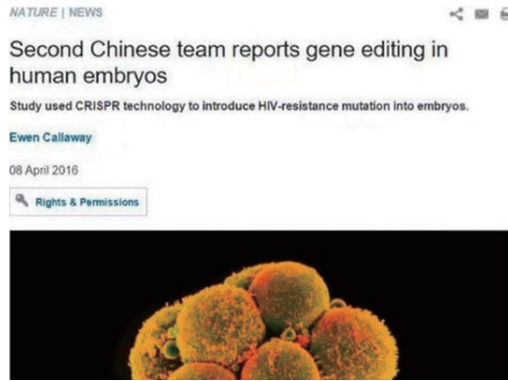 NATURE | NEWS
Second Chinese team reports gene editing in
human embryos
Study used CRISPR technology to introduce HIV-resistance mutation into embryos.
Ewen Callaway
08 April 2016
Rights & Permissions